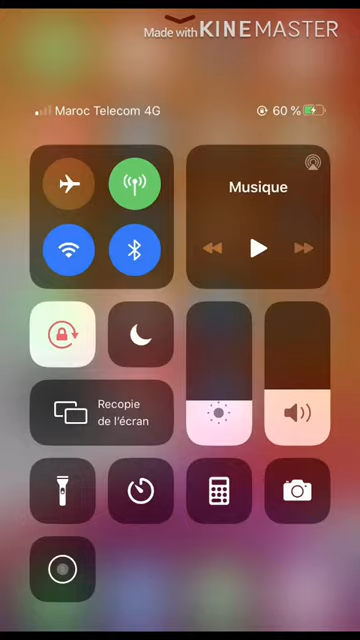 Made with KINEMASTER
Maroc Telecom 4G 60 %
Musique
Recopie
de l'écran